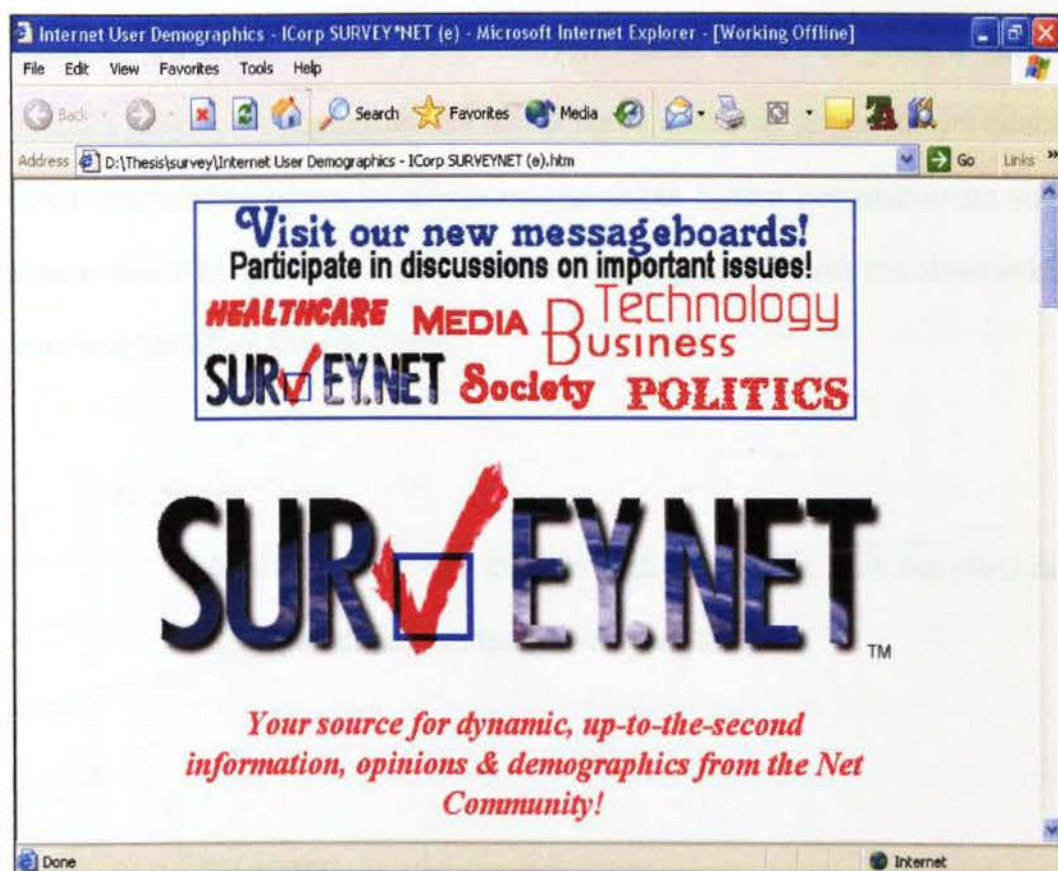 Internet User Demographics - ICorp SURVEY*NET (e) - Microsoft Internet Explorer - [Working Offline]
File Edit View Favorites Tools Help
Back Search Favorites Media
Address D:\Thesis\survey\Internet User Demographics - ICorp SURVEYNET (e).htm Go Links »
Visit our new messageboards!
Participate in discussions on important issues!
HEALTHCARE MEDIA Technology
Business
SURVEY.NET Society POLITICS
SURVEY.NET TM
Your source for dynamic, up-to-the-second
information, opinions & demographics from the Net
Community!
Done Internet